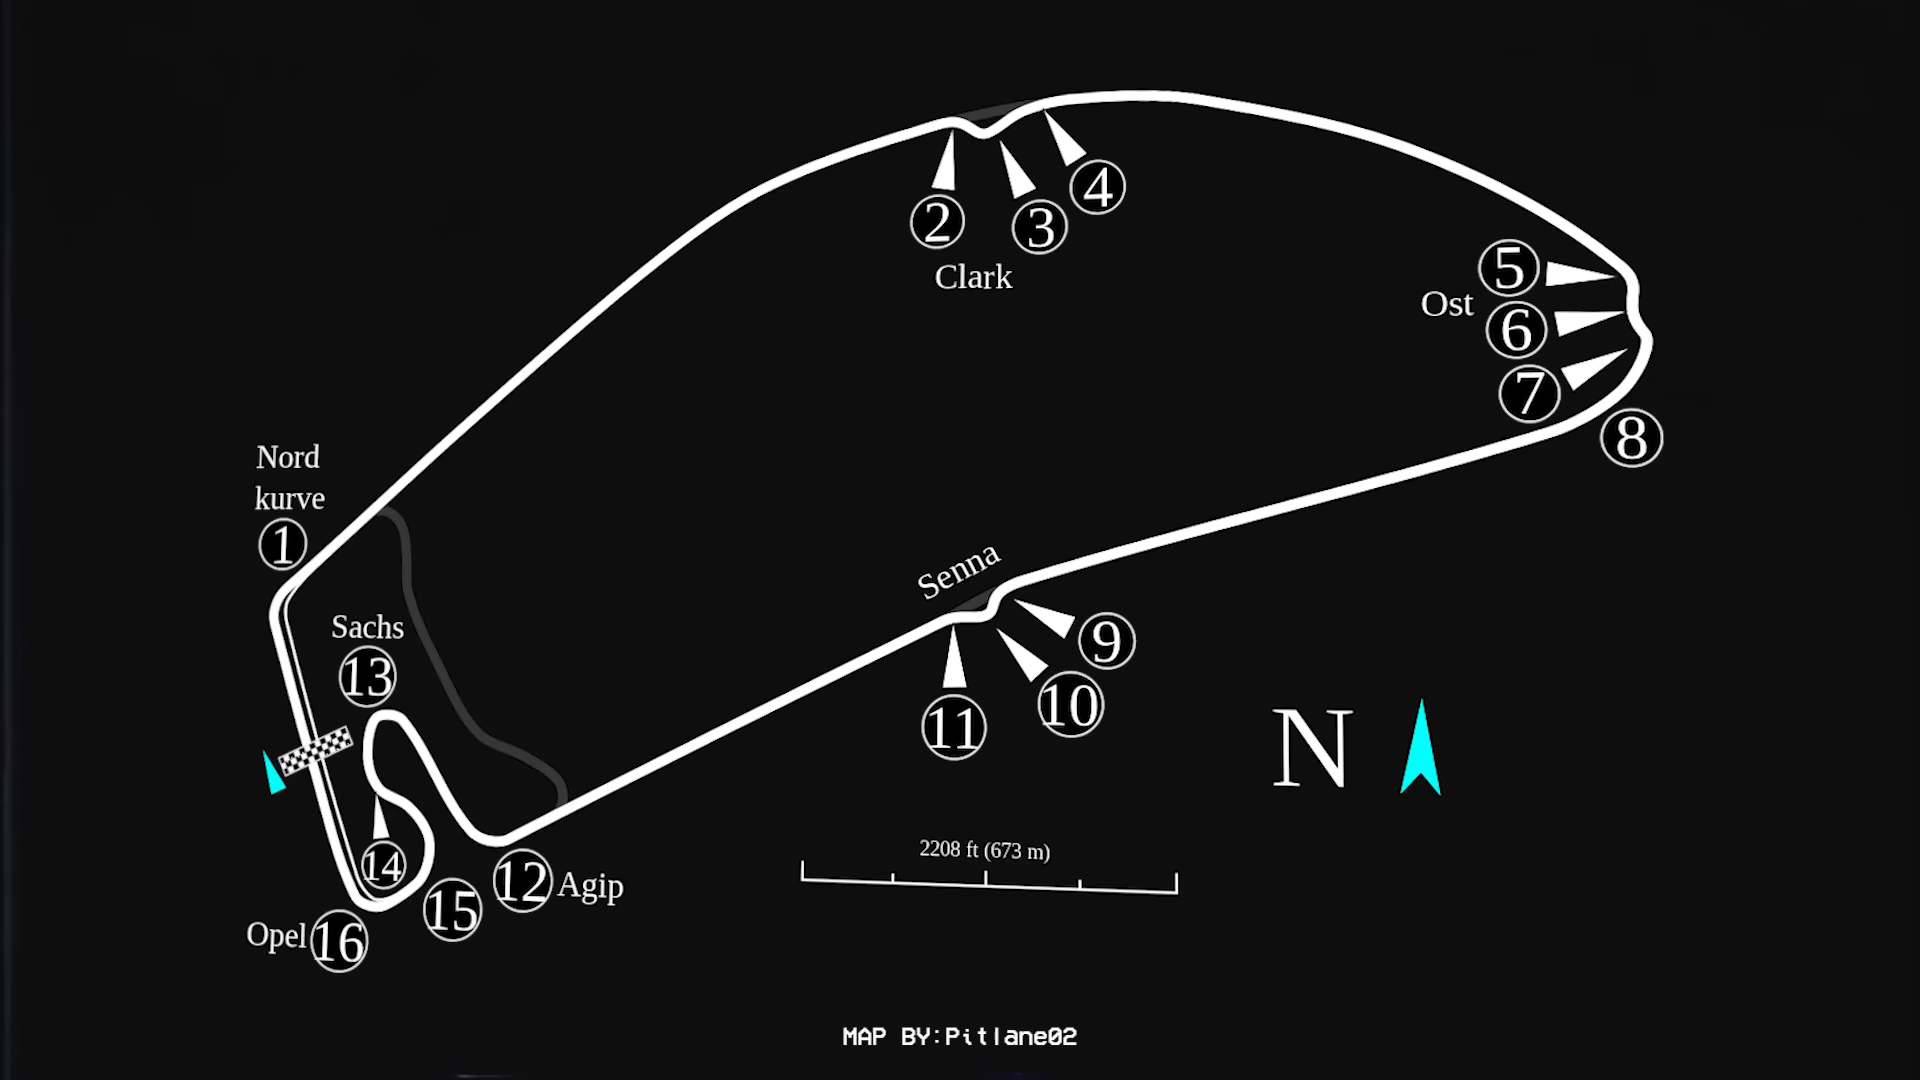 2
3
4
Clark
5
Ost
6
7
8
Nord
kurve
1
Senna
Sachs
13
9
10
11
N
14
2208 ft (673 m)
12 Agip
15
Opel 16
MAP BY:Pitlane02